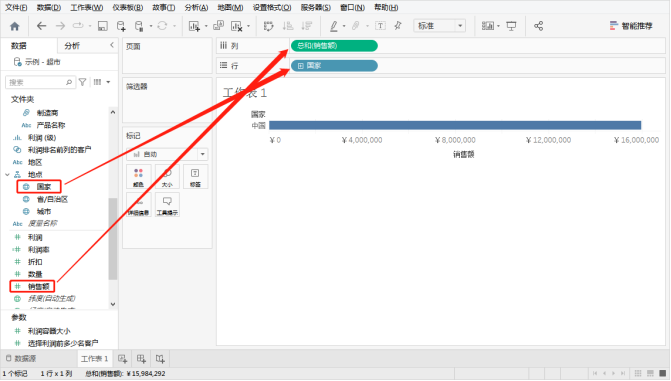 文件(F) 数据(D) 工作表(W) 仪表板(B) 故事(T) 分析(A) 地图(M) 设置格式(O) 服务器(S) 窗口(N) 帮助(H)
标准 智能推荐
数据 分析
示例 - 超市
搜索
文件夹
制造商
Abc 产品名称
利润 (级)
利润排名前列的客户
Abc 地区
地点
国家
省/自治区
城市
Abc 度量名称
利润
利润率
折扣
数量
销售额
纬度(自动生成)
参数
利润容器大小
选择利润前多少名客户
页面
筛选器
标记
自动
颜色 大小 标签
详细信息 工具提示
列 总和(销售额)
行 国家
工作表 1
国家
中国
￥0 ￥4,000,000 ￥8,000,000 ￥12,000,000 ￥16,000,000
销售额
数据源 工作表 1
1 个标记 1 行 x 1 列 总和(销售额): ￥15,984,292